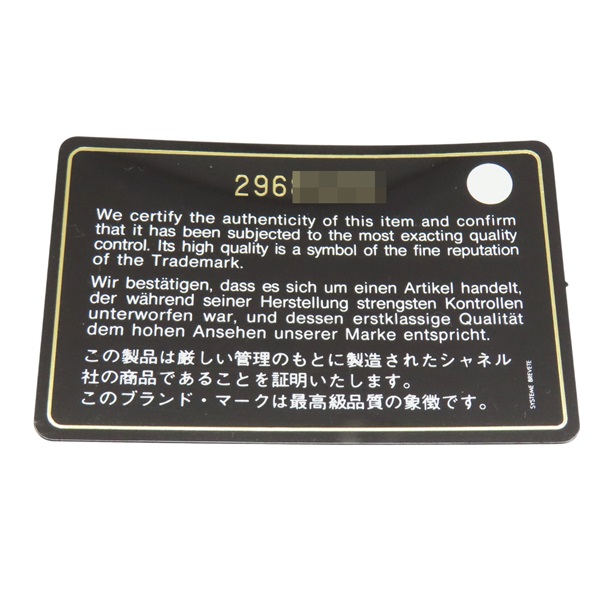 296
We certify the authenticity of this item and confirm
that it has been subjected to the most exacting quality
control. Its high quality is a symbol of the fine reputation
of the Trademark.
Wir bestätigen, dass es sich um einen Artikel handelt,
der während seiner Herstellung strengsten Kontrollen
unterworfen war, und dessen erstklassige Qualität
dem hohen Ansehen unserer Marke entspricht.
この製品は厳しい管理のもとに製造されたシャネル
社の商品であることを証明いたします。
このブランド・マークは最高級品質の象徴です。
SYSTEME BREVETE